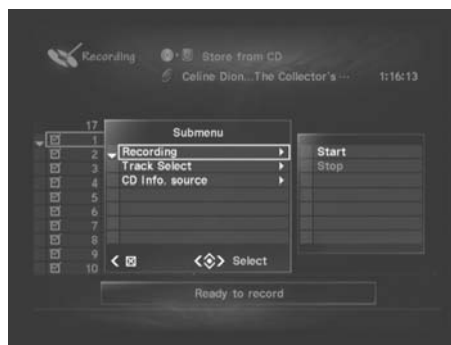 Recording
Store from CD
Celine Dion...The Collector's ··· 1:16:13
17
1
2
3
4
5
6
7
8
9
10
Submenu
Recording
Track Select
CD Info. source
Select
Start
Stop
Ready to record